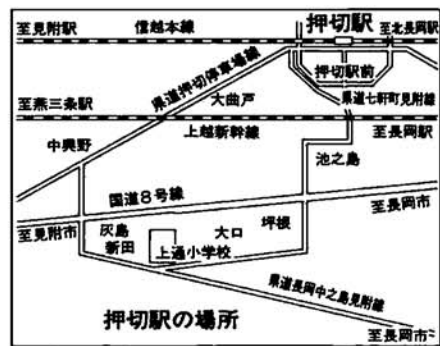 押切駅
至見附駅
信越本線
至北長岡駅
県道押切停車場線
押切駅前
大曲戸
県道七軒町見附線
至燕三条駅
上越新幹線
至長岡駅
中興野
池之島
国道8号線
至長岡市
至見附市
灰島
新田
大口
坪根
上通小学校
県道長岡中之島見附線
押切駅の場所
至長岡市